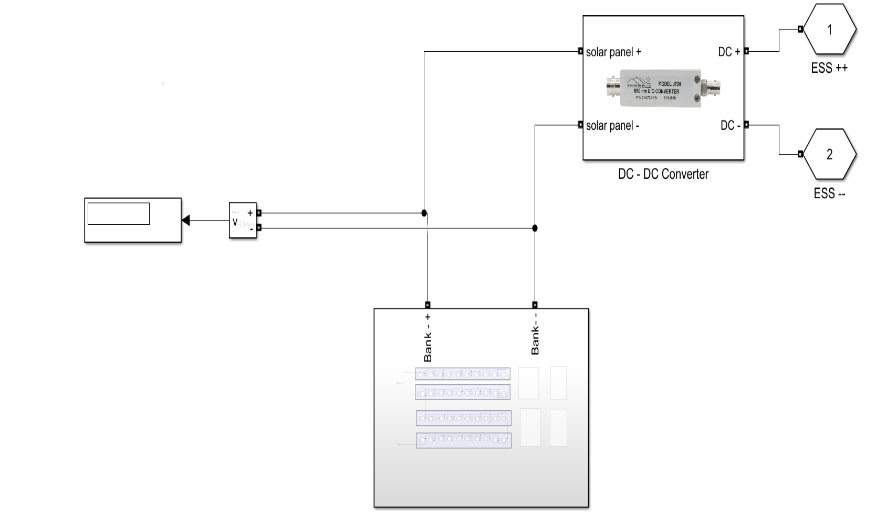 1
solar panel +
DC +
ESS ++
solar panel -
DC -
2
DC - DC Converter
ESS --
+
V
-
Bank - +
Bank- -